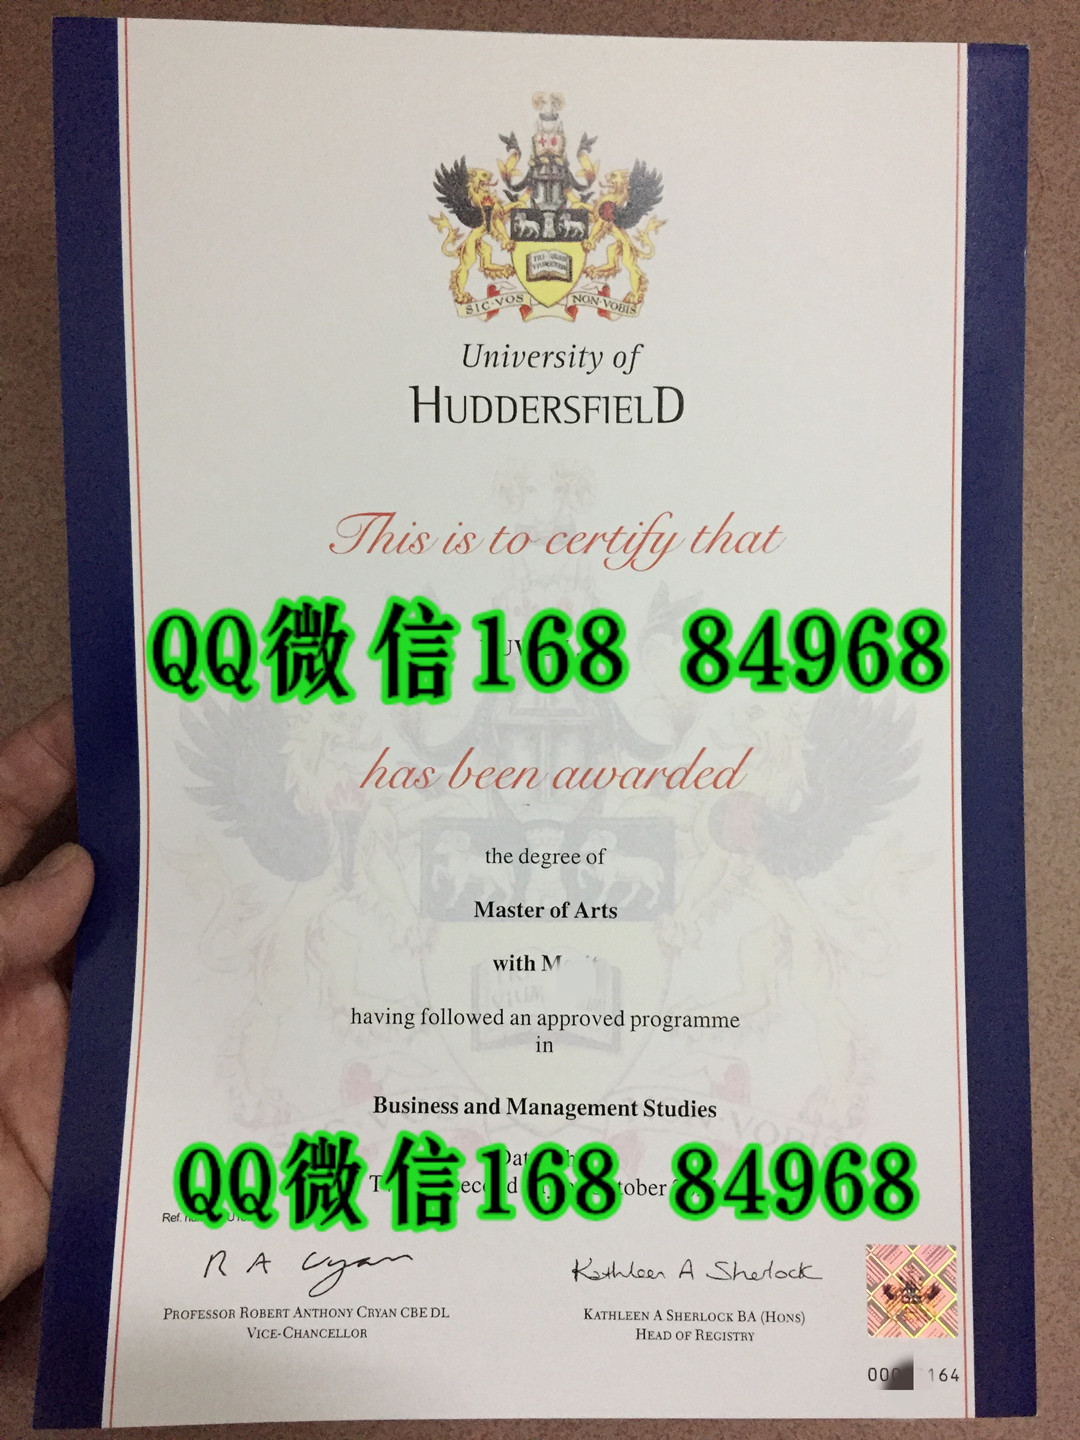 SIC·VOS NON·VOBIS
University of
HUDDERSFIELD
This is to certify that
QQ微信168 84968
has been awarded
the degree of
Master of Arts
with
having followed an approved programme
in
Business and Management Studies
QQ微信168 84968
Ref.
R A Cryan
Kathleen A Sherlock
PROFESSOR ROBERT ANTHONY CRYAN CBE DL
VICE-CHANCELLOR
KATHLEEN A SHERLOCK BA (HONS)
HEAD OF REGISTRY
164